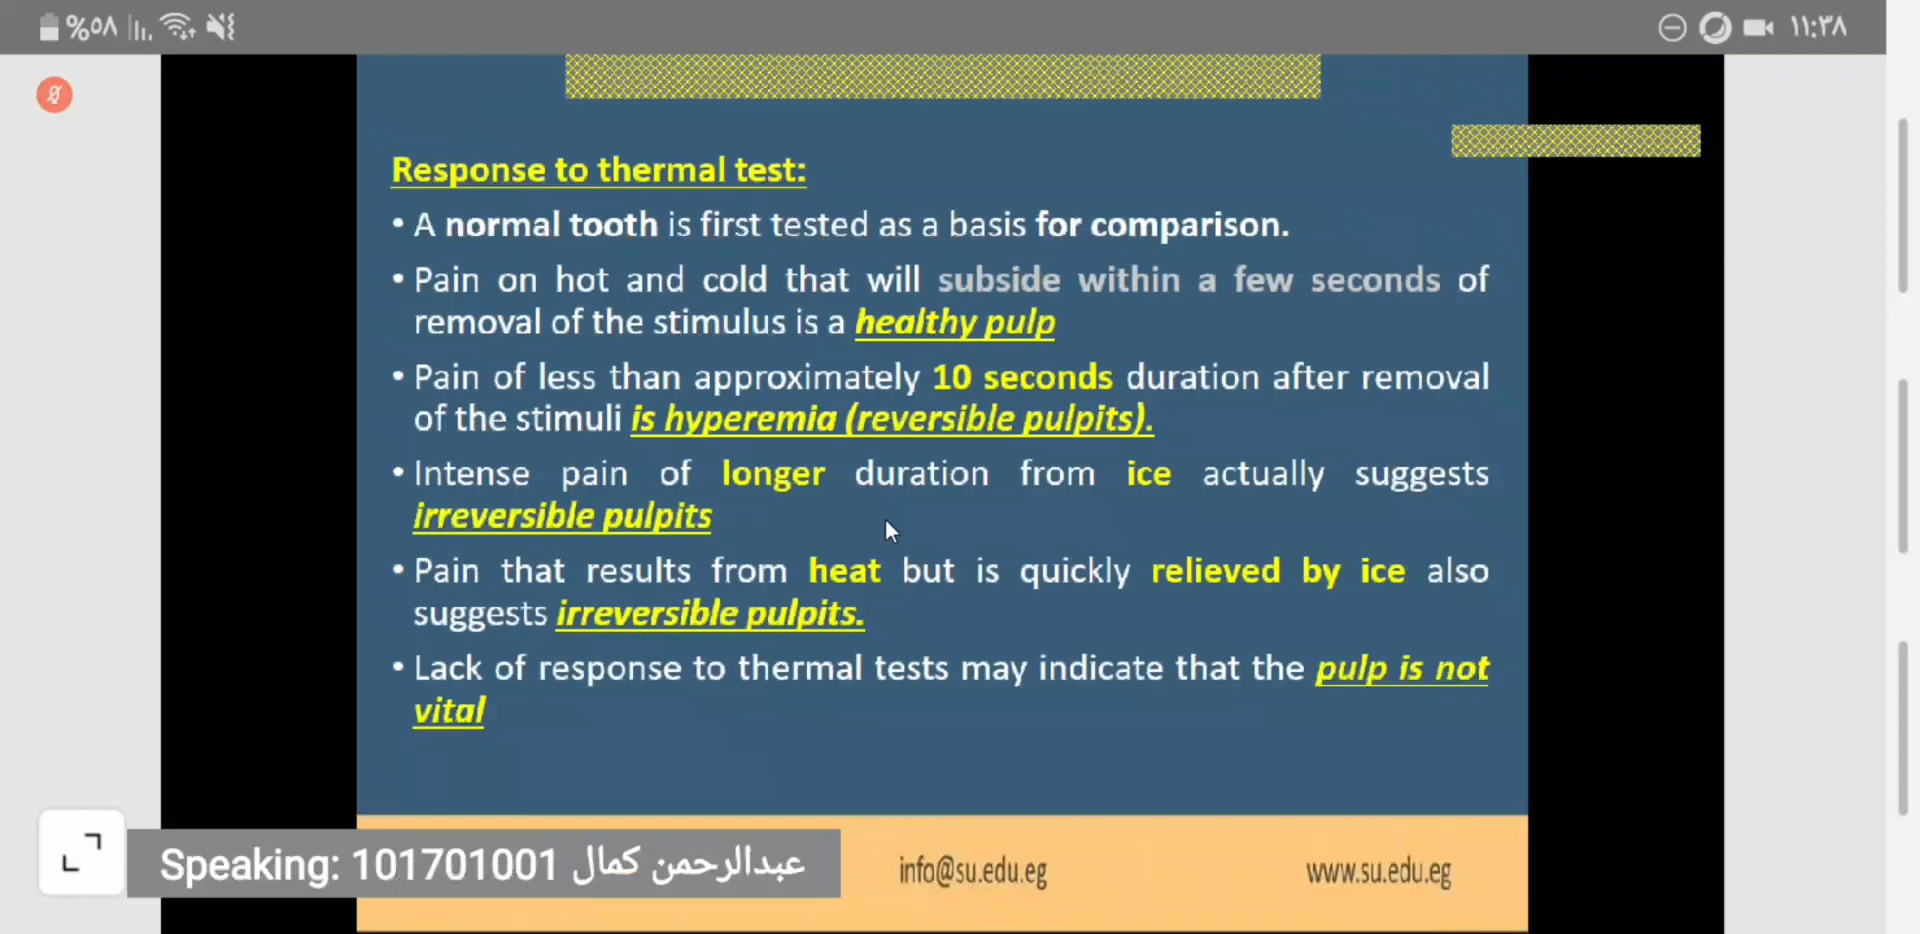 %٥٨
١١:٣٨
Response to thermal test:
• A normal tooth is first tested as a basis for comparison.
• Pain on hot and cold that will subside within a few seconds of
removal of the stimulus is a healthy pulp
• Pain of less than approximately 10 seconds duration after removal
of the stimuli is hyperemia (reversible pulpits).
• Intense pain of longer duration from ice actually suggests
irreversible pulpits
• Pain that results from heat but is quickly relieved by ice also
suggests irreversible pulpits.
• Lack of response to thermal tests may indicate that the pulp is not
vital
Speaking: 101701001 عبدالرحمن كمال
info@su.edu.eg
www.su.edu.eg